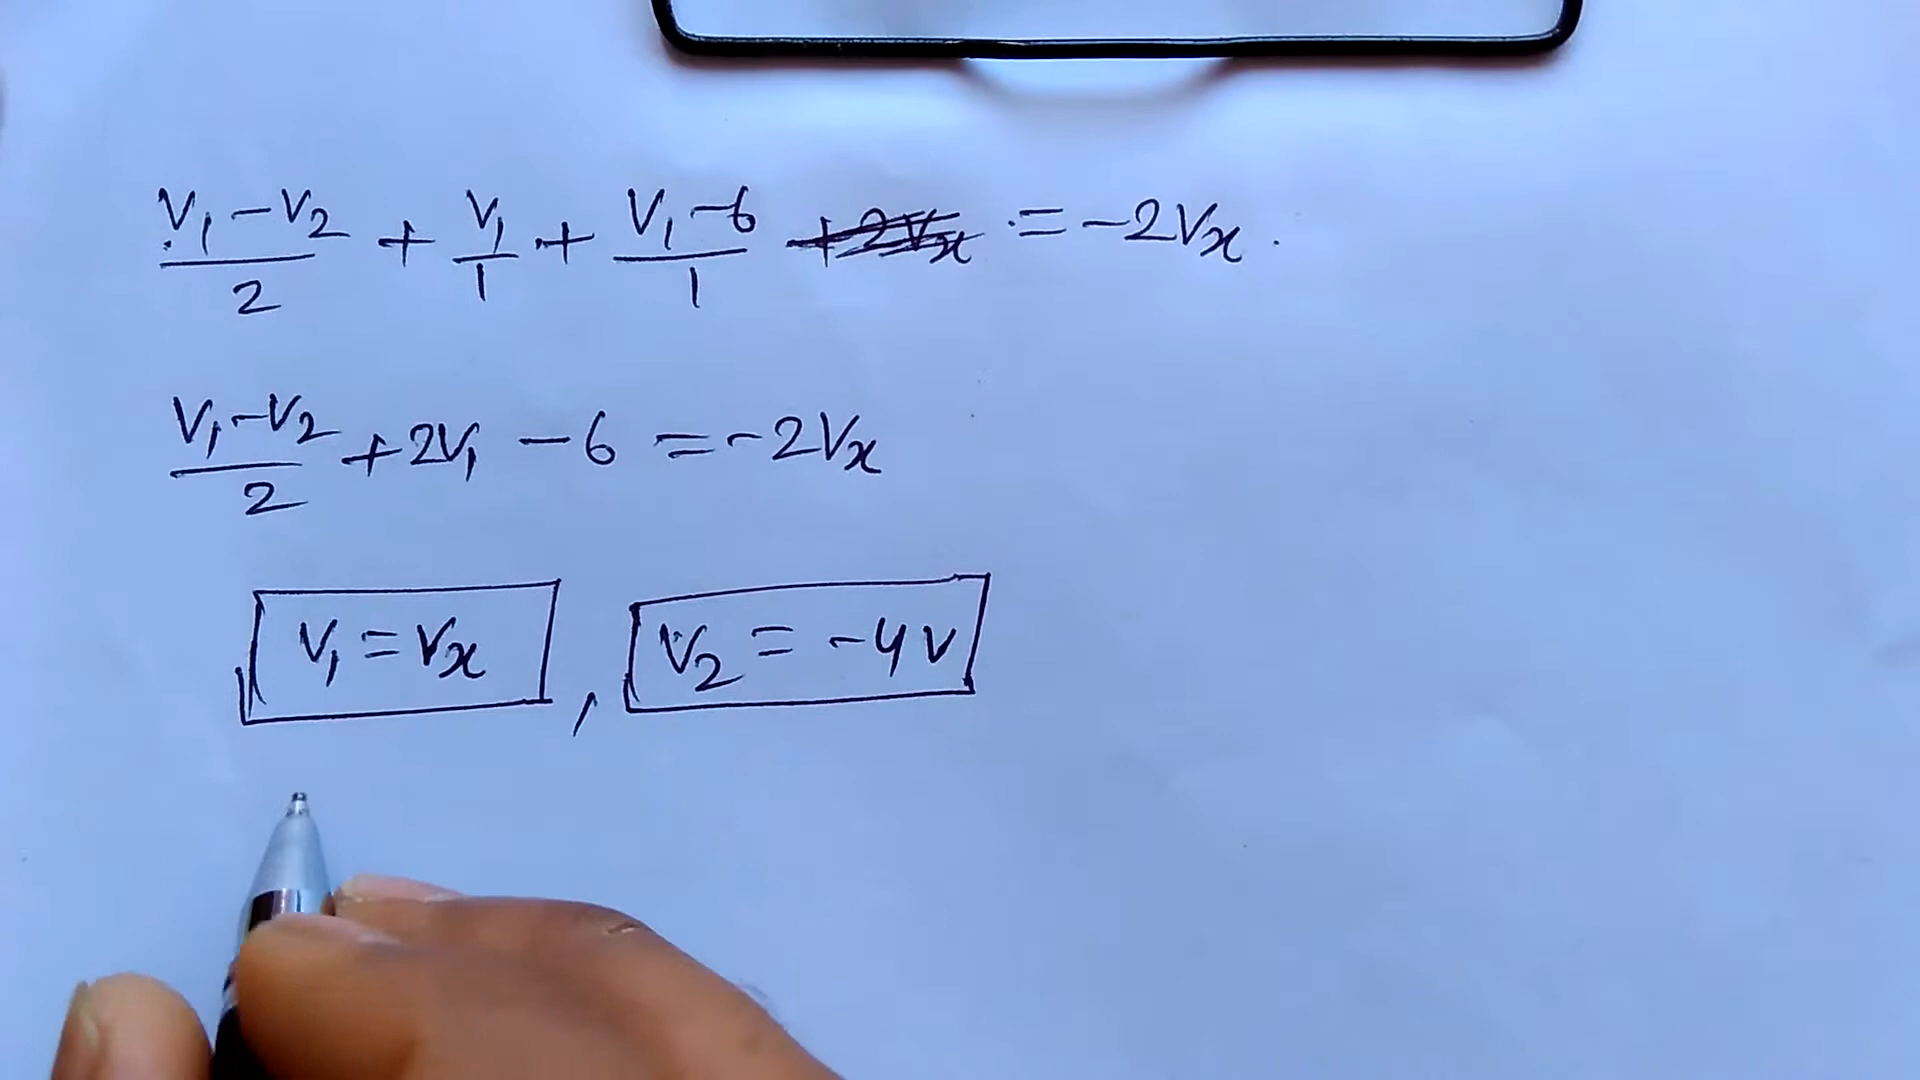 (V₁-V₂)/2 + V₁/1 + (V₁-6)/1 +2Vx = -2Vx.
(V₁-V₂)/2 + 2V₁ - 6 = -2Vx
V₁ = Vx , V₂ = -4V